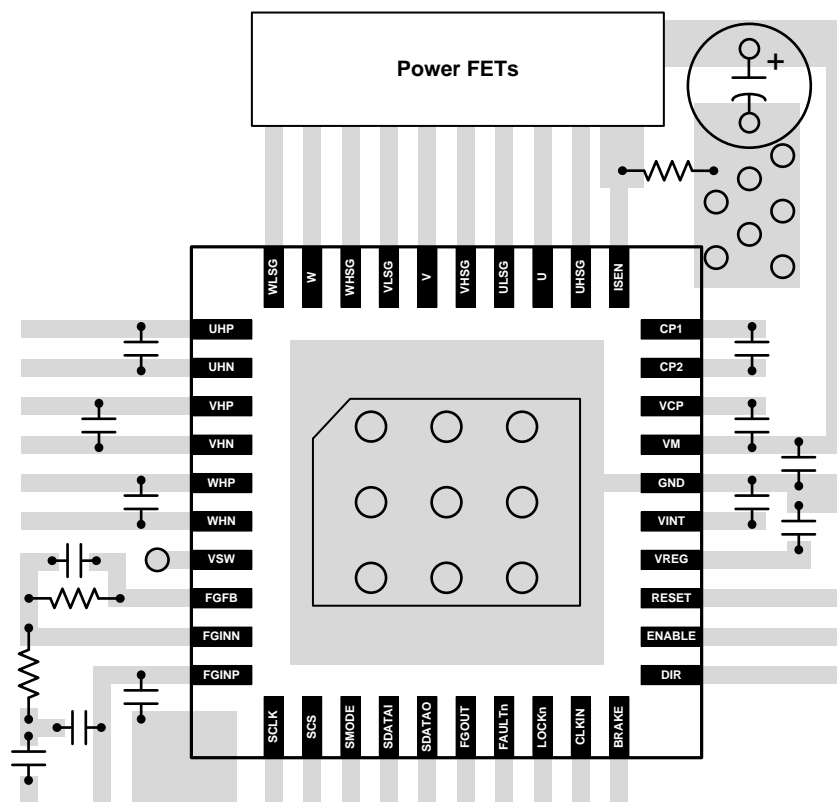 Power FETs
+
WLSG
W
WHSG
VLSG
V
VHSG
ULSG
U
UHSG
ISEN
UHP
UHN
VHP
VHN
WHP
WHN
VSW
FGFB
FGINN
FGINP
CP1
CP2
VCP
VM
GND
VINT
VREG
RESET
ENABLE
DIR
SCLK
SCS
SMODE
SDATAI
SDATAO
FGOUT
FAULTn
LOCKn
CLKIN
BRAKE